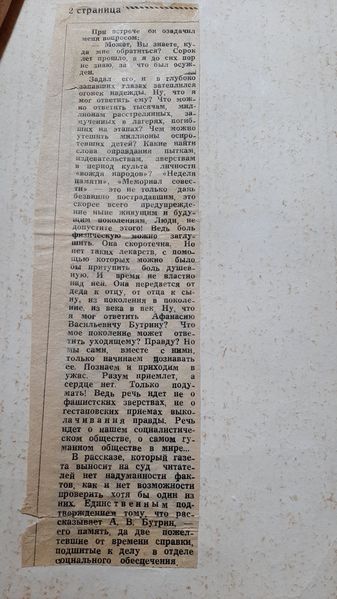 2 страница
При встрече он озадачил
меня вопросом:
— Может, Вы знаете, ку-
да мне обратиться? Сорок
лет прошло, а я до сих пор
не знаю, за что был осуж-
ден.
Задал его, и в глубоко
запавших глазах затеплился
огонек надежды. Ну, что я
мог ответить ему? Что мож-
но ответить тысячам, мил-
лионам расстрелянных, за-
мученных в лагерях, погиб-
ших на этапах? Чем можно
утешить миллионы осиро-
тевших детей? Какие найти
слова оправдания пыткам,
издевательствам, зверствам
в период культа личности
«вождя народов»? «Неделя
памяти», «Мемориал совес-
ти» — это не только дань
безвинно пострадавшим, это
скорее всего предупрежде-
ние ныне живущим и буду-
щим поколениям. Люди, не
допустите этого! Ведь боль
физическую можно заглу-
шить. Она скоротечна. Но
нет таких лекарств, с помо-
щью которых можно было
бы притупить боль душев-
ную. И время не властно
над ней. Она передается от
деда к отцу, от отца к сы-
ну, из поколения в поколе-
ние, из века в век. Ну, что
я мог ответить Афанасию
Васильевичу Бутрину? Что
мое поколение может отве-
тить уходящему? Правду? Но
мы сами, вместе с ними,
только начинаем познавать
ее. Познаем и приходим в
ужас. Разум приемлет, а
сердце нет. Только поду-
мать! Ведь речь идет не о
фашистских зверствах, не о
гестаповских приемах выко-
лачивания правды. Речь
идет о нашем социалистиче-
ском обществе, о самом гу-
манном обществе в мире...
В рассказе, который газе-
та выносит на суд читате-
лей нет надуманности фак-
тов, как и нет возможности
проверить хотя бы один из
них. Единственным под-
тверждением тому, что рас-
сказывает А. В. Бутрин, —
его память, да две пожел-
тевшие от времени справки,
подшитые к делу в отделе
социального обеспечения.